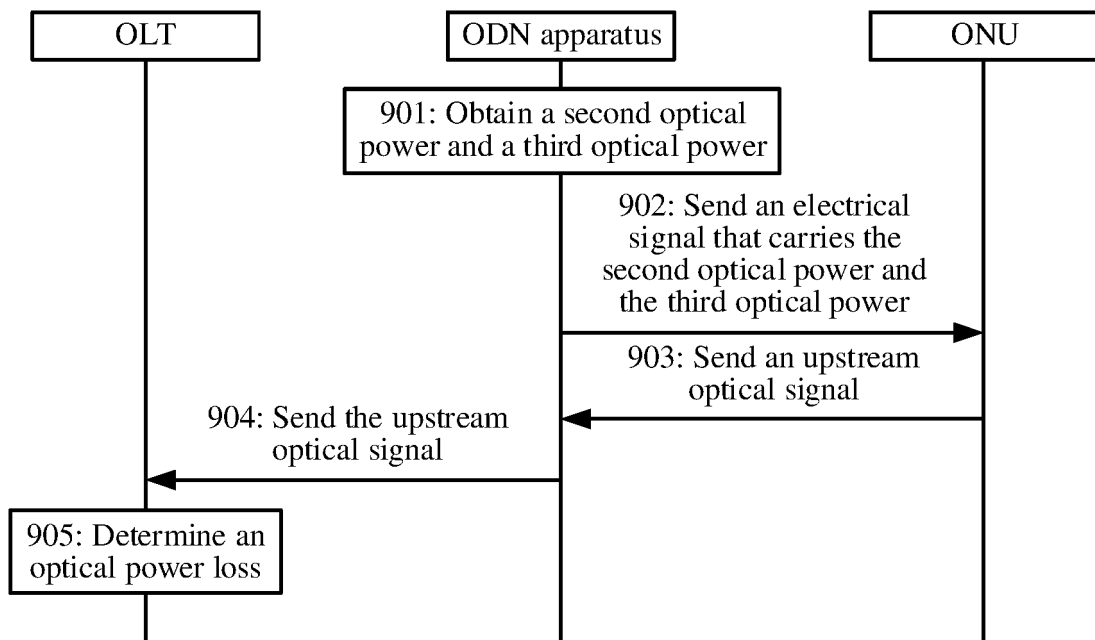 OLT
ODN apparatus
ONU
901: Obtain a second optical
power and a third optical power
902: Send an electrical
signal that carries the
second optical power and
the third optical power
903: Send an upstream
optical signal
904: Send the upstream
optical signal
905: Determine an
optical power loss